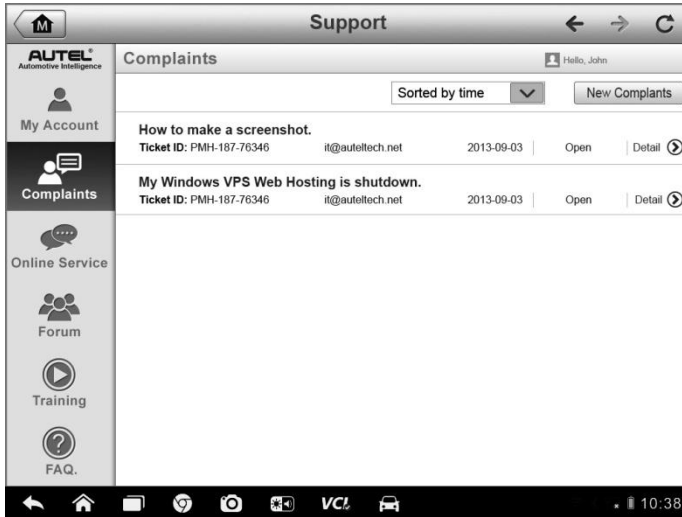 M Support
AUTEL®
Automotive Intelligence
Complaints
Hello, John
Sorted by time
New Complants
My Account
How to make a screenshot.
Ticket ID: PMH-187-76346 it@auteltech.net 2013-09-03 Open Detail
Complaints
My Windows VPS Web Hosting is shutdown.
Ticket ID: PMH-187-76346 it@auteltech.net 2013-09-03 Open Detail
Online Service
Forum
Training
?
FAQ.
VCI 10:38